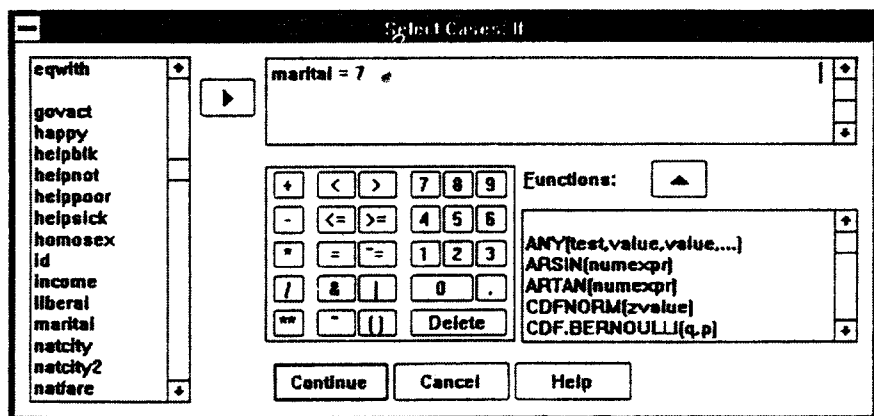 Select Cases: If
eqwith
govact
happy
helpblk
helpnot
helppoor
helpsick
homosex
id
income
liberal
marital
natcity
natcity2
natfare
marital = 7
+ < > 7 8 9
- <= >= 4 5 6
* = ~= 1 2 3
/ & | 0 .
** ~ () Delete
Functions:
ANY(test,value,value,...)
ARSIN(numexpr)
ARTAN(numexpr)
CDFNORM(zvalue)
CDF.BERNOULLI(q,p)
Continue Cancel Help